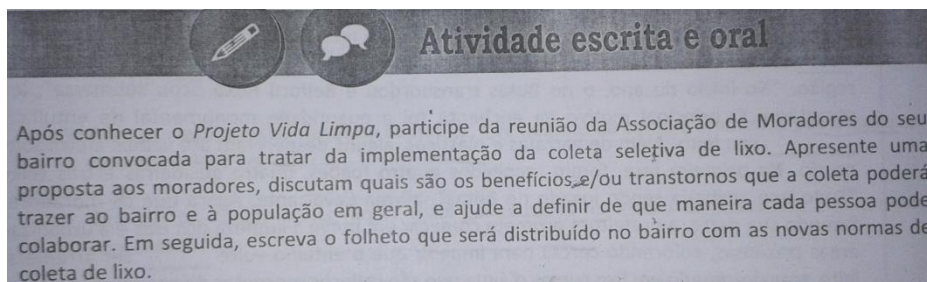 Atividade escrita e oral
Após conhecer o Projeto Vida Limpa, participe da reunião da Associação de Moradores do seu
bairro convocada para tratar da implementação da coleta seletiva de lixo. Apresente uma
proposta aos moradores, discutam quais são os benefícios e/ou transtornos que a coleta poderá
trazer ao bairro e à população em geral, e ajude a definir de que maneira cada pessoa pode
colaborar. Em seguida, escreva o folheto que será distribuído no bairro com as novas normas de
coleta de lixo.